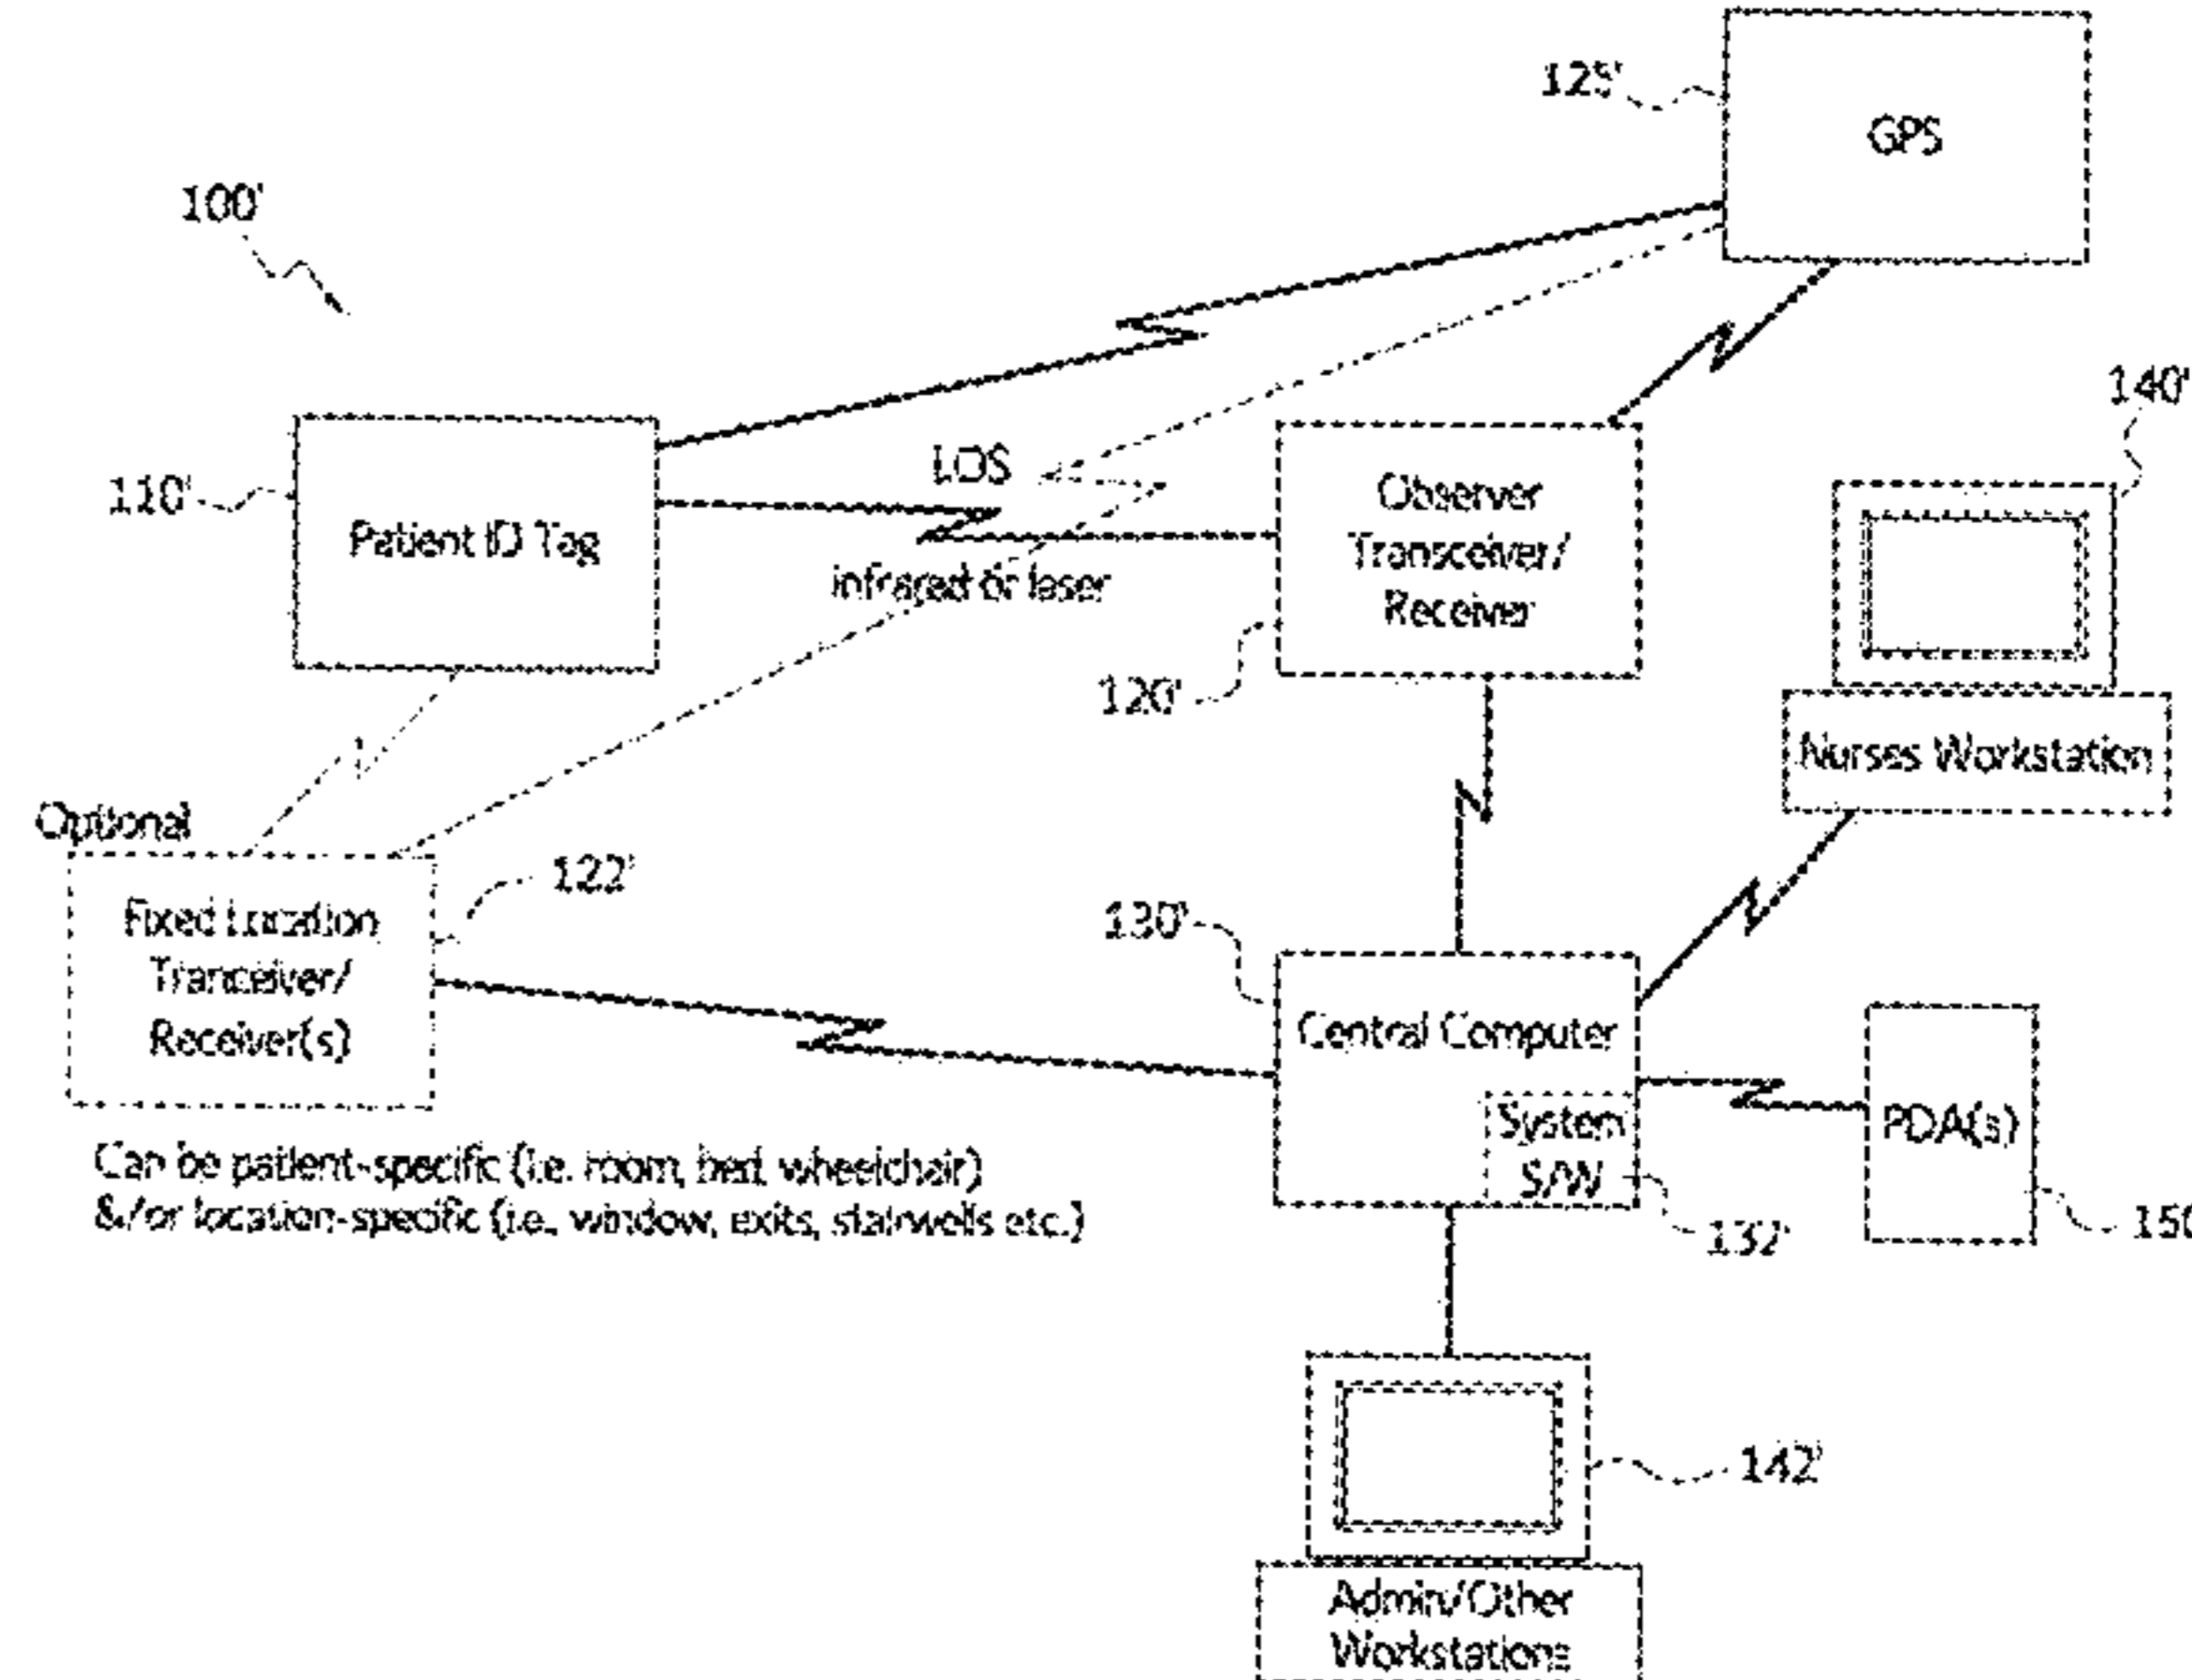 125'
GPS
100'
140'
LOS
110'
Patient ID Tag
Observer
Transceiver/
Receiver
infrared or laser
120'
Nurses Workstation
Optional
122'
Fixed Location
Tranceiver/
Receiver(s)
130'
Central Computer
System
S/W
PDA(s)
132'
Can be patient-specific (i.e. room, bed, wheelchair)
&/or location-specific (i.e., window, exits, stairwells etc.)
142'
Admin/Other
Workstations